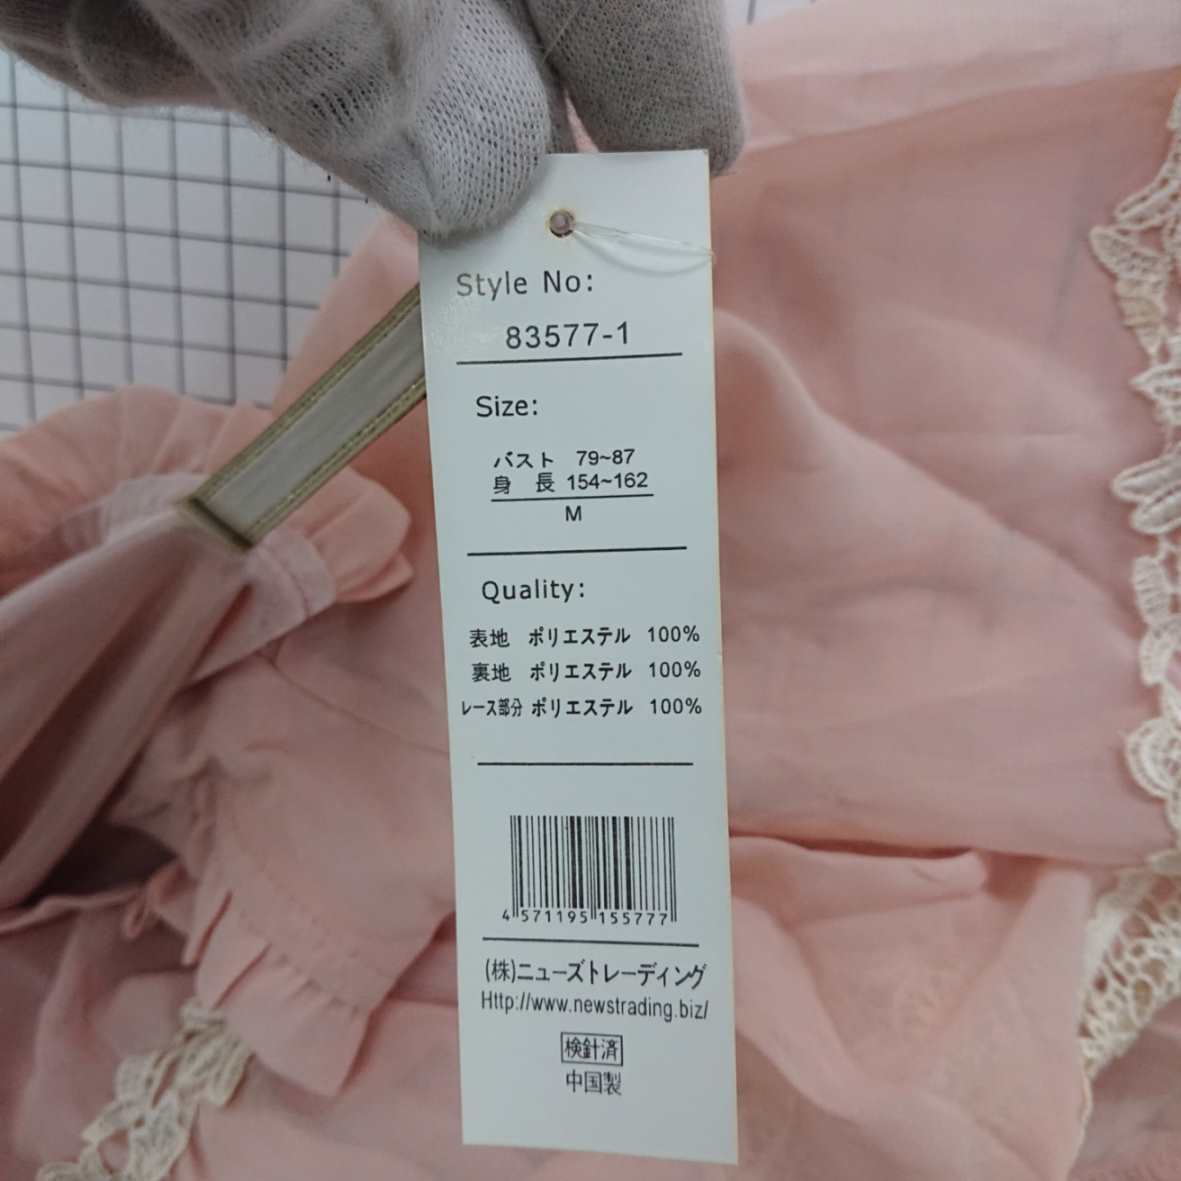 Style No:
83577-1
Size:
バスト 79~87
身 長 154~162
M
Quality:
表地 ポリエステル 100%
裏地 ポリエステル 100%
レース部分 ポリエステル 100%
4 571195 155777
(株)ニューズトレーディング
Http://www.newstrading.biz/
検針済
中国製